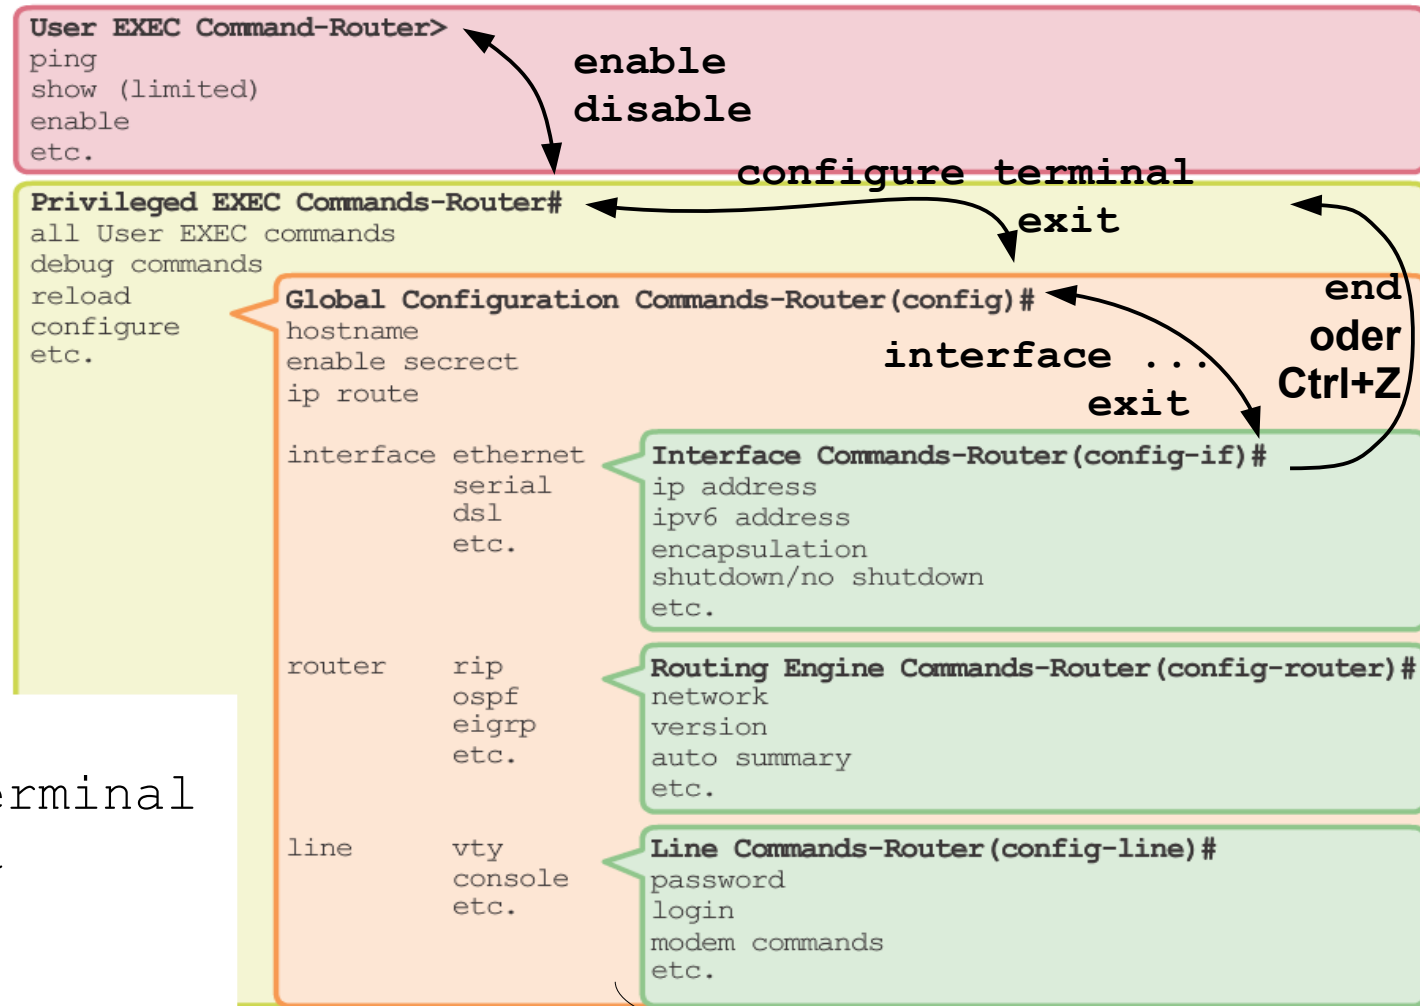 User EXEC Command-Router>
ping
show (limited)
enable
etc.
enable
disable
configure terminal
exit
Privileged EXEC Commands-Router#
all User EXEC commands
debug commands
reload
configure
etc.
Global Configuration Commands-Router(config)#
hostname
enable secrect
ip route
end
oder
Ctrl+Z
interface ...
exit
interface ethernet
serial
dsl
etc.
Interface Commands-Router(config-if)#
ip address
ipv6 address
encapsulation
shutdown/no shutdown
etc.
router rip
ospf
eigrp
etc.
Routing Engine Commands-Router(config-router)#
network
version
auto summary
etc.
erminal
line vty
console
etc.
Line Commands-Router(config-line)#
password
login
modem commands
etc.